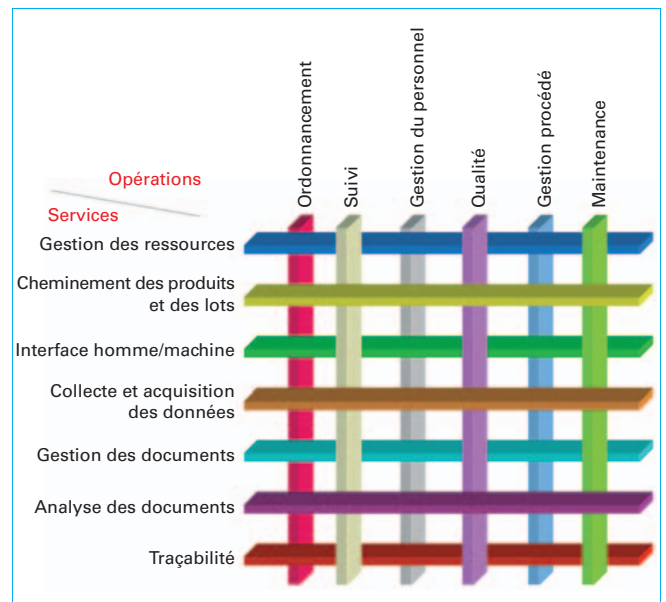 Ordonnancement
Suivi
Gestion du personnel
Qualité
Gestion procédé
Maintenance
Opérations
Services
Gestion des ressources
Cheminement des produits
et des lots
Interface homme/machine
Collecte et acquisition
des données
Gestion des documents
Analyse des documents
Traçabilité